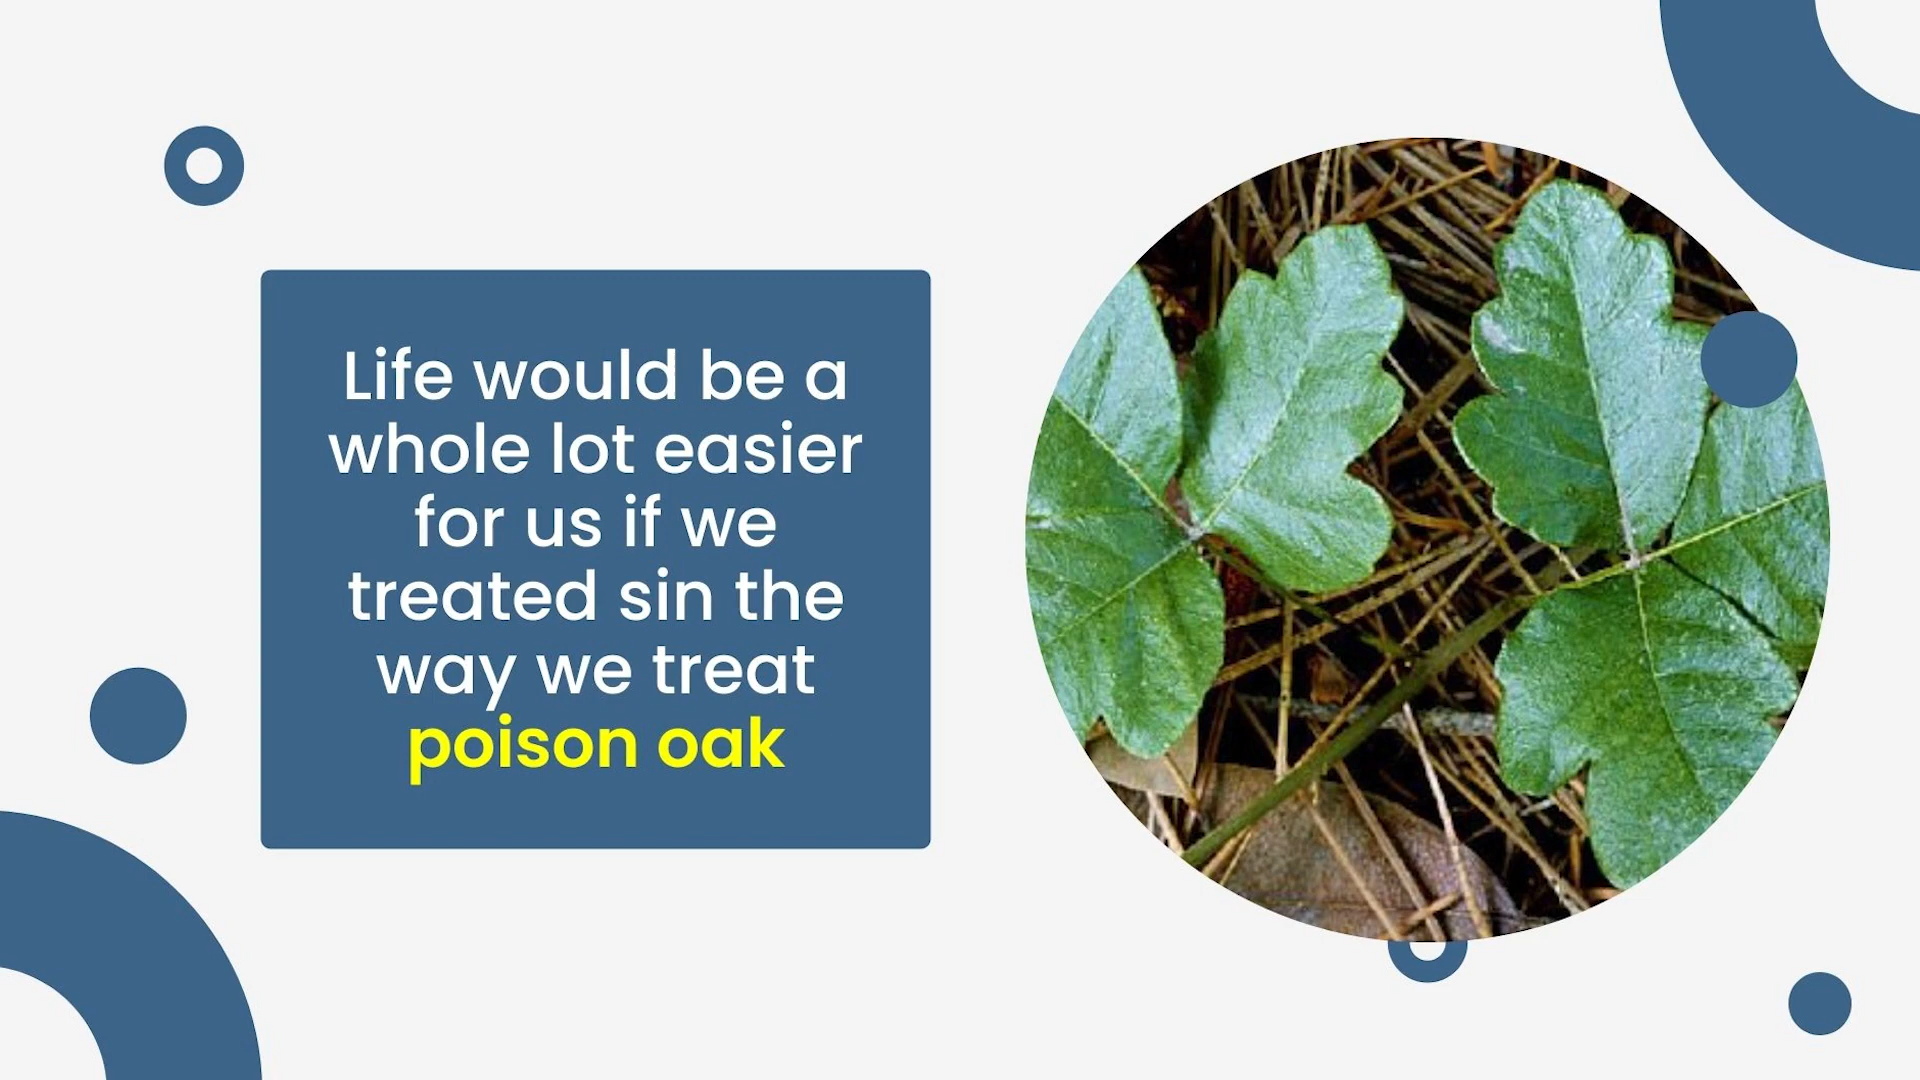 Life would be a
whole lot easier
for us if we
treated sin the
way we treat
poison oak